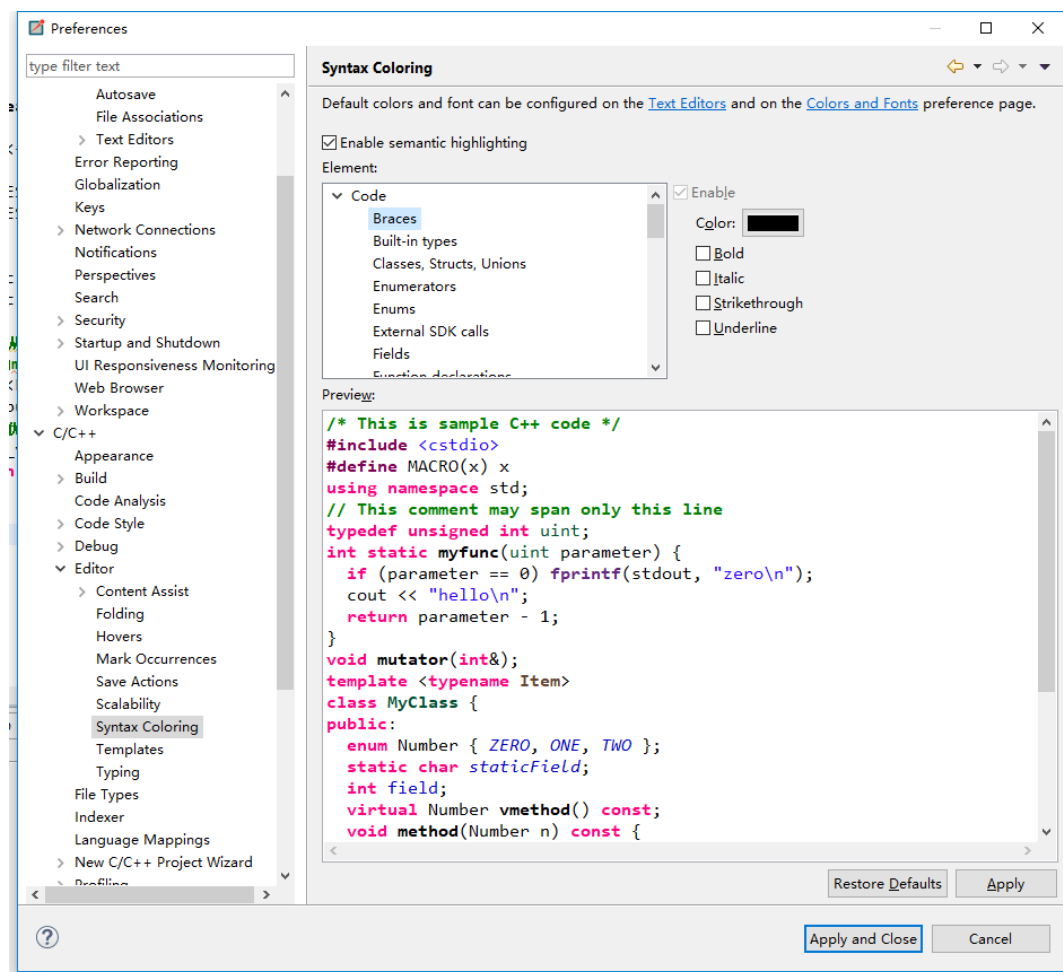 Preferences
type filter text
Autosave
File Associations
Text Editors
Error Reporting
Globalization
Keys
Network Connections
Notifications
Perspectives
Search
Security
Startup and Shutdown
UI Responsiveness Monitoring
Web Browser
Workspace
C/C++
Appearance
Build
Code Analysis
Code Style
Debug
Editor
Content Assist
Folding
Hovers
Mark Occurrences
Save Actions
Scalability
Syntax Coloring
Templates
Typing
File Types
Indexer
Language Mappings
New C/C++ Project Wizard
Profiling
Syntax Coloring
Default colors and font can be configured on the Text Editors and on the Colors and Fonts preference page.
Enable semantic highlighting
Element:
Code
Braces
Built-in types
Classes, Structs, Unions
Enumerators
Enums
External SDK calls
Fields
Function declarations
Enable
Color:
Bold
Italic
Strikethrough
Underline
Preview:
/* This is sample C++ code */
#include <cstdio>
#define MACRO(x) x
using namespace std;
// This comment may span only this line
typedef unsigned int uint;
int static myfunc(uint parameter) {
  if (parameter == 0) fprintf(stdout, "zero\n");
  cout << "hello\n";
  return parameter - 1;
}
void mutator(int&);
template <typename Item>
class MyClass {
public:
  enum Number { ZERO, ONE, TWO };
  static char staticField;
  int field;
  virtual Number vmethod() const;
  void method(Number n) const {
Restore Defaults
Apply
Apply and Close
Cancel